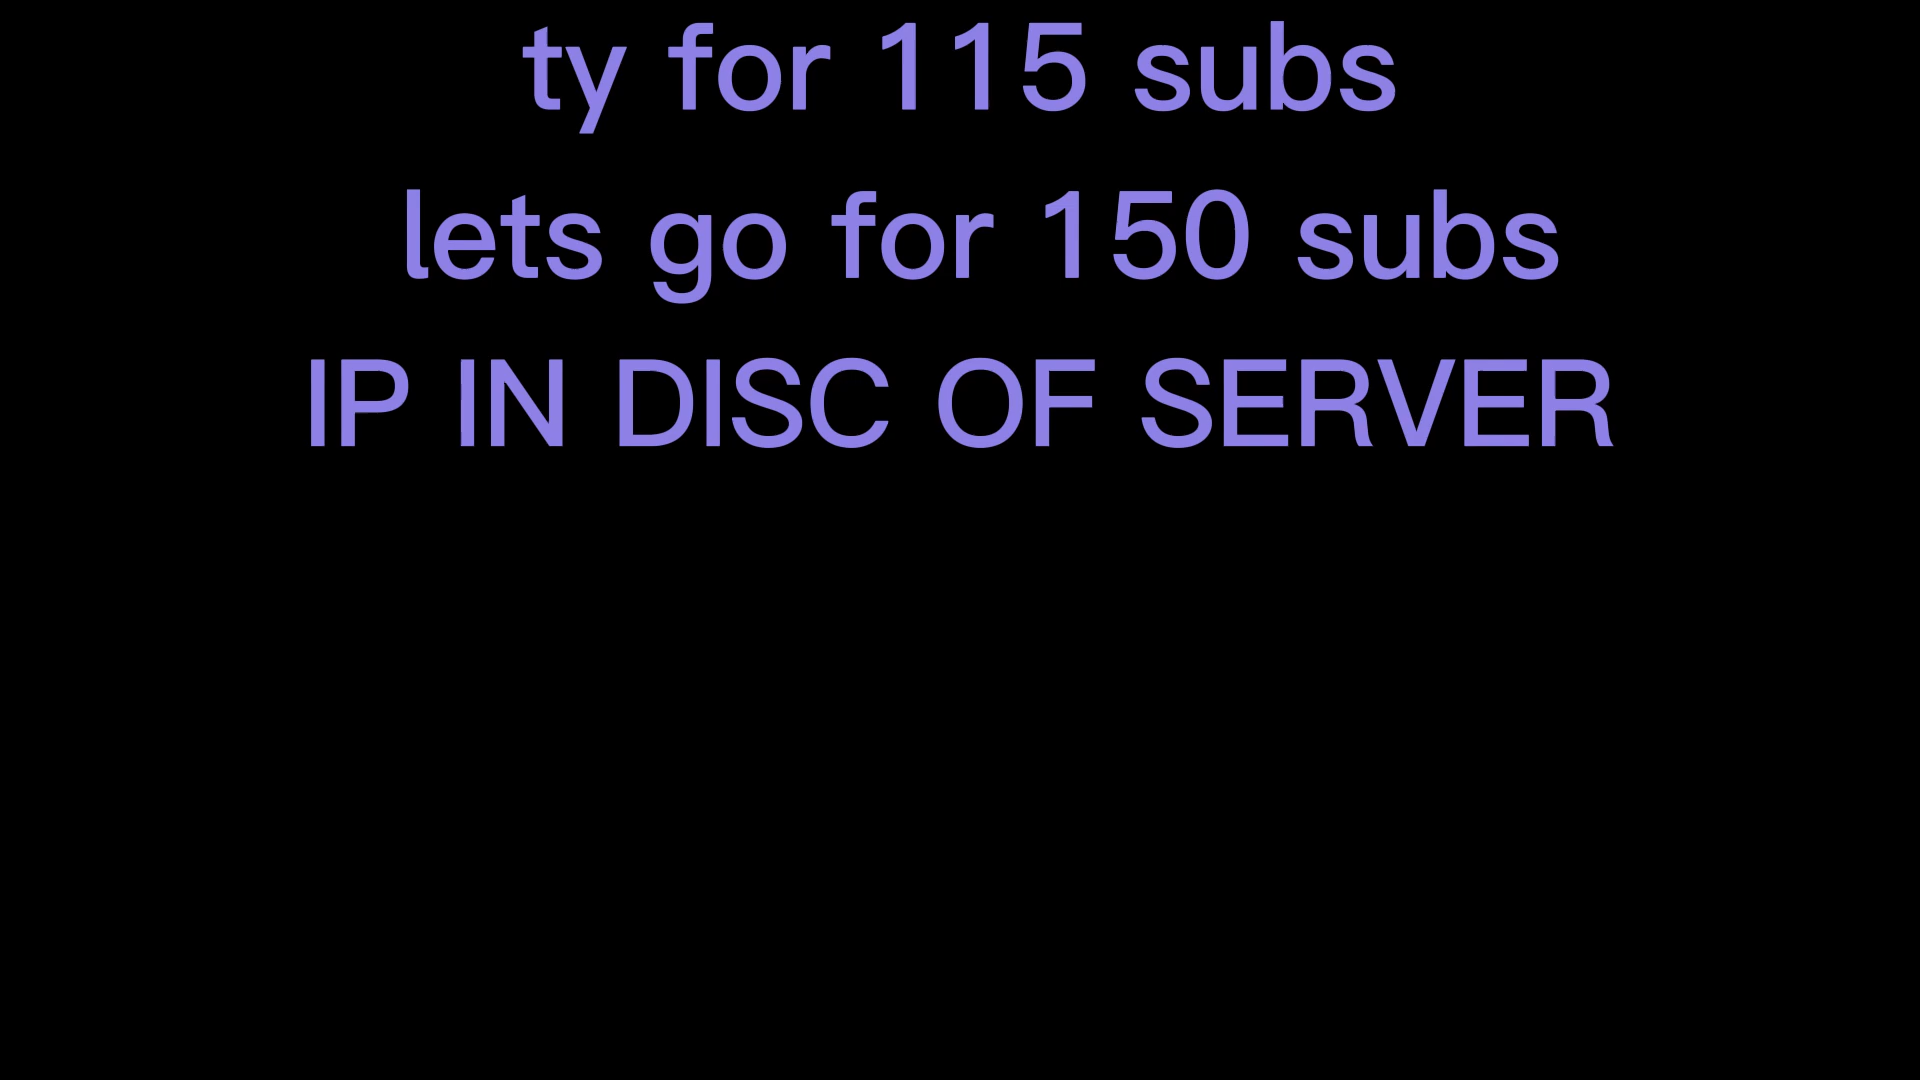 ty for 115 subs
lets go for 150 subs
IP IN DISC OF SERVER